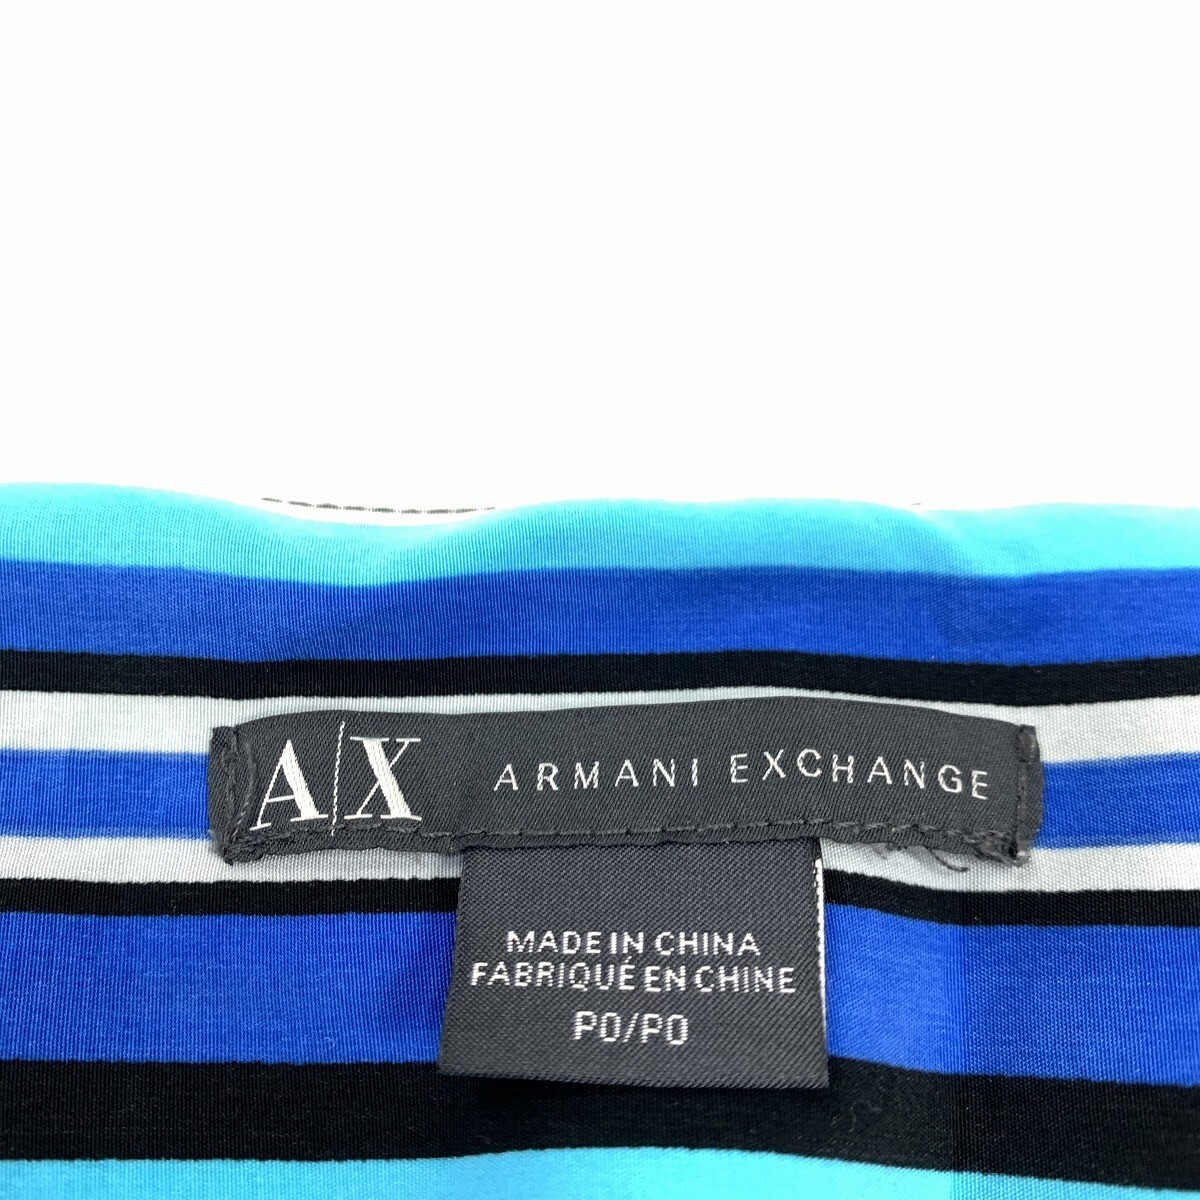 A|X ARMANI EXCHANGE
MADE IN CHINA
FABRIQUÉ EN CHINE
P0/P0